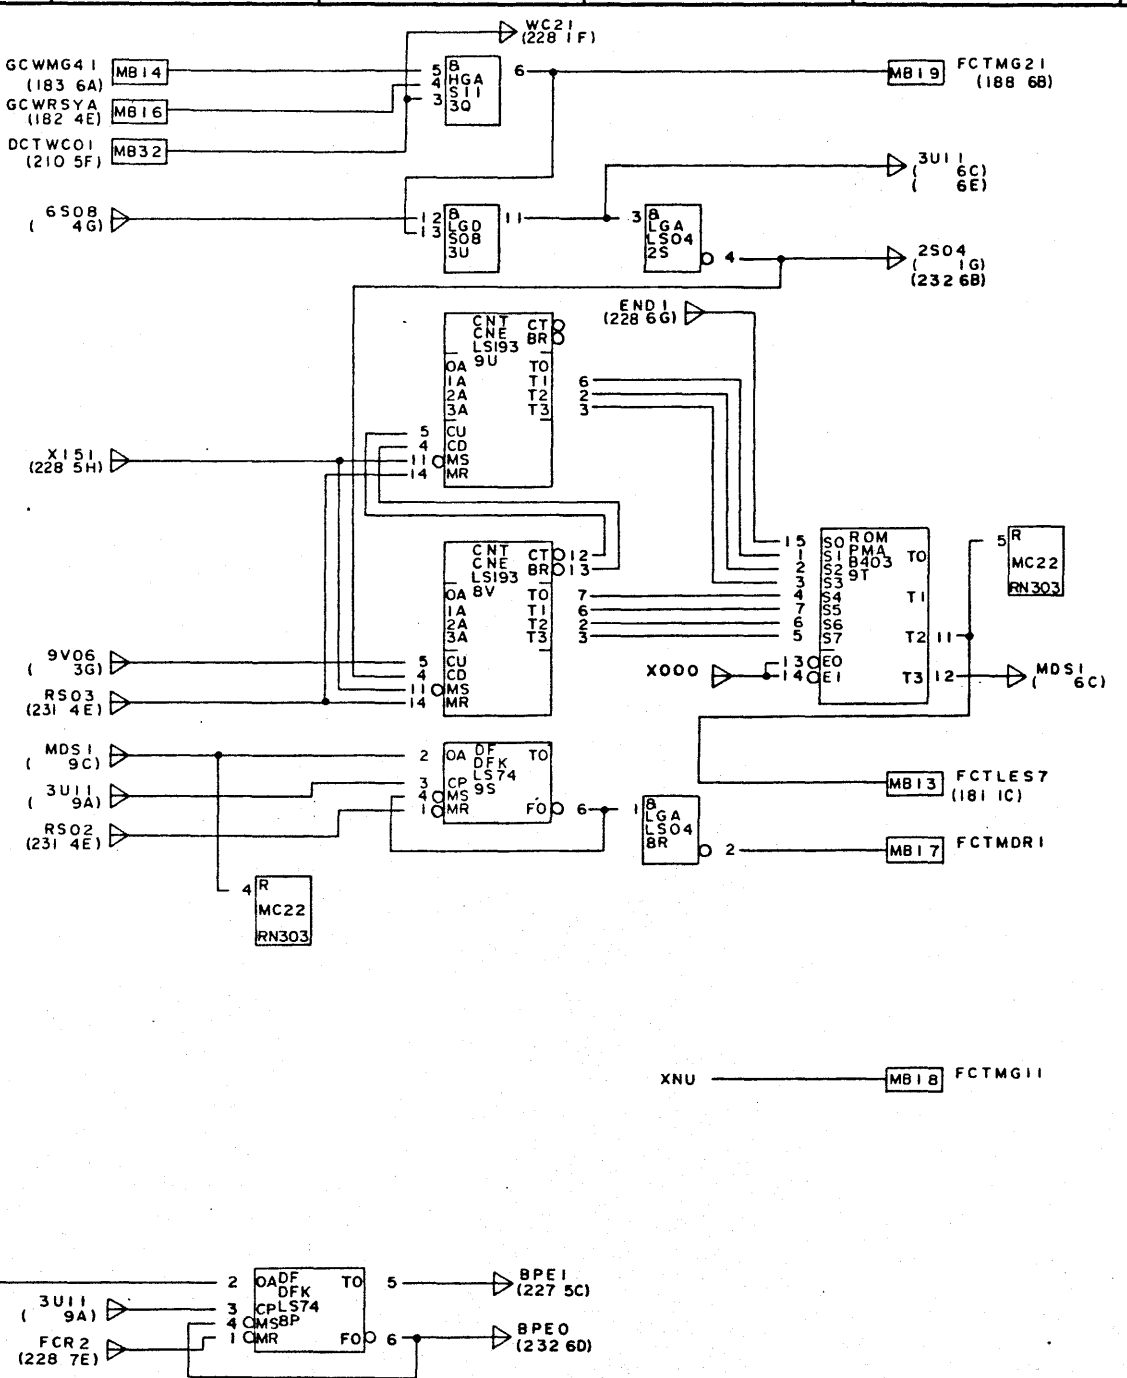 WC21
(228 1F)
GCWMG41
(183 6A)
MB14
5
4
3
&
HGA
S11
3Q
6
MB19
FCTMG21
(188 6B)
GCWRSYA
(182 4E)
MB16
DCTWC01
(210 5F)
MB32
3U11
( 6C)
( 6E)
6S08
( 4G)
12
13
&
LGD
S08
3U
11
3
&
LGA
LS04
2S
4
2S04
( 1G)
(232 6B)
END1
(228 6G)
CNT
CNE
LS193
9U
CT
BR
0A
1A
2A
3A
T0
T1
T2
T3
6
2
3
5
4
11
14
CU
CD
MS
MR
X151
(228 5H)
CNT
CNE
LS193
8V
CT
BR
12
13
0A
1A
2A
3A
T0
T1
T2
T3
7
6
2
3
5
4
11
14
CU
CD
MS
MR
15
1
2
3
4
7
6
5
S0
S1
S2
S3
S4
S5
S6
S7
ROM
PMA
B403
9T
T0
T1
T2
T3
11
12
13
14
E0
E1
5
R
MC22
RN303
9V06
( 3G)
X000
MDS1
( 6C)
RS03
(231 4E)
MDS1
( 9C)
2
3
4
1
0A
CP
MS
MR
DF
DFK
LS74
9S
T0
F0
6
3U11
( 9A)
RS02
(231 4E)
1
&
LGA
LS04
8R
2
MB13
FCTLES7
(181 1C)
MB17
FCTMDR1
4
R
MC22
RN303
XNU
MB18
FCTMG11
2
3
4
1
0A
CP
MS
MR
DF
DFK
LS74
8P
T0
F0
5
6
BPE1
(227 5C)
3U11
( 9A)
FCR2
(228 7E)
BPE0
(232 6D)